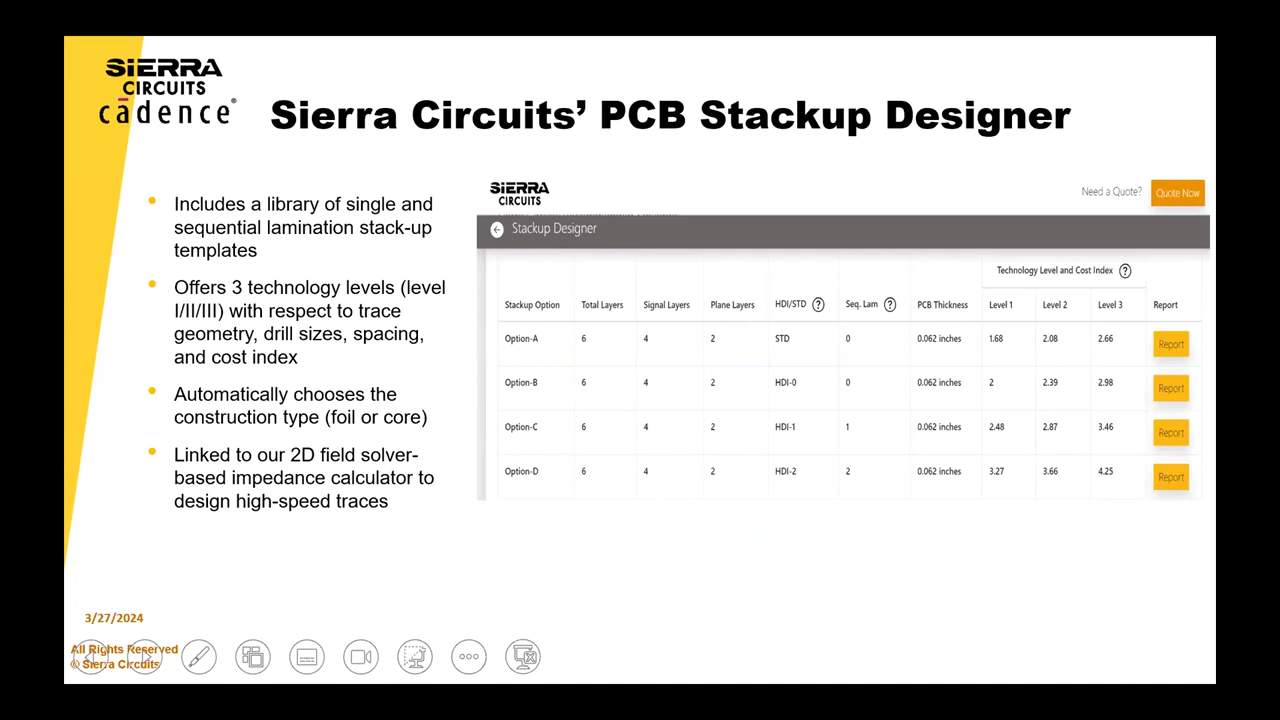 SIERRA
CIRCUITS
cādence®
Sierra Circuits’ PCB Stackup Designer
• Includes a library of single and
sequential lamination stack-up
templates
• Offers 3 technology levels (level
I/II/III) with respect to trace
geometry, drill sizes, spacing,
and cost index
• Automatically chooses the
construction type (foil or core)
• Linked to our 2D field solver-
based impedance calculator to
design high-speed traces
SIERRA
CIRCUITS
Need a Quote? Quote Now
Stackup Designer
Technology Level and Cost Index ?
Stackup Option Total Layers Signal Layers Plane Layers HDI/STD ? Seq. Lam ? PCB Thickness Level 1 Level 2 Level 3 Report
Option-A 6 4 2 STD 0 0.062 inches 1.68 2.08 2.66 Report
Option-B 6 4 2 HDI-0 0 0.062 inches 2 2.39 2.98 Report
Option-C 6 4 2 HDI-1 1 0.062 inches 2.48 2.87 3.46 Report
Option-D 6 4 2 HDI-2 2 0.062 inches 3.27 3.66 4.25 Report
3/27/2024
All Rights Reserved
© Sierra Circuits